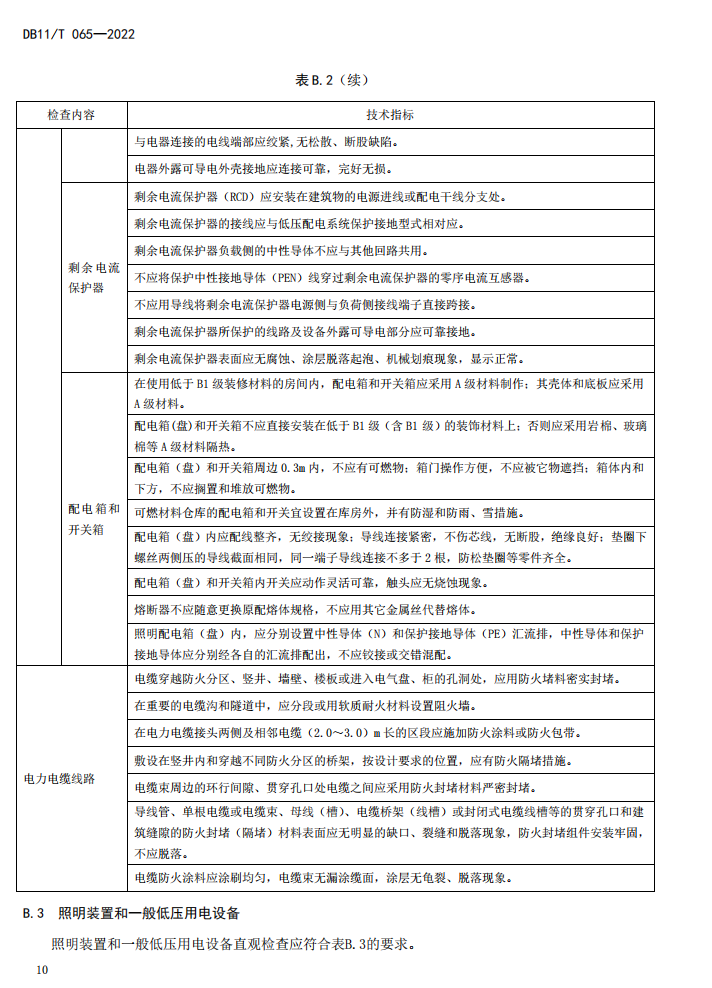 DB11/T 065—2022
表 B.2（续）
检查内容
技术指标
与电器连接的电线端部应绞紧,无松散、断股缺陷。
电器外露可导电外壳接地应连接可靠，完好无损。
剩余电流
保护器
剩余电流保护器（RCD）应安装在建筑物的电源进线或配电干线分支处。
剩余电流保护器的接线应与低压配电系统保护接地型式相对应。
剩余电流保护器负载侧的中性导体不应与其他回路共用。
不应将保护中性接地导体（PEN）线穿过剩余电流保护器的零序电流互感器。
不应用导线将剩余电流保护器电源侧与负荷侧接线端子直接跨接。
剩余电流保护器所保护的线路及设备外露可导电部分应可靠接地。
剩余电流保护器表面应无腐蚀、涂层脱落起泡、机械划痕现象，显示正常。
配电箱和
开关箱
在使用低于 B1 级装修材料的房间内，配电箱和开关箱应采用 A 级材料制作；其壳体和底板应采用
A 级材料。
配电箱(盘)和开关箱不应直接安装在低于 B1 级（含 B1 级）的装饰材料上；否则应采用岩棉、玻璃
棉等 A 级材料隔热。
配电箱（盘）和开关箱周边 0.3m 内，不应有可燃物；箱门操作方便，不应被它物遮挡；箱体内和
下方，不应搁置和堆放可燃物。
可燃材料仓库的配电箱和开关宜设置在库房外，并有防湿和防雨、雪措施。
配电箱（盘）内应配线整齐，无绞接现象；导线连接紧密，不伤芯线，无断股，绝缘良好；垫圈下
螺丝两侧压的导线截面相同，同一端子导线连接不多于 2 根，防松垫圈等零件齐全。
配电箱（盘）和开关箱内开关应动作灵活可靠，触头应无烧蚀现象。
熔断器不应随意更换原配熔体规格，不应用其它金属丝代替熔体。
照明配电箱（盘）内，应分别设置中性导体（N）和保护接地导体（PE）汇流排，中性导体和保护
接地导体应分别经各自的汇流排配出，不应铰接或交错混配。
电力电缆线路
电缆穿越防火分区、竖井、墙壁、楼板或进入电气盘、柜的孔洞处，应用防火堵料密实封堵。
在重要的电缆沟和隧道中，应分段或用软质耐火材料设置阻火墙。
在电力电缆接头两侧及相邻电缆（2.0～3.0）m 长的区段应施加防火涂料或防火包带。
敷设在竖井内和穿越不同防火分区的桥架，按设计要求的位置，应有防火隔堵措施。
电缆束周边的环行间隙、贯穿孔口处电缆之间应采用防火封堵材料严密封堵。
导线管、单根电缆或电缆束、母线（槽）、电缆桥架（线槽）或封闭式电缆线槽等的贯穿孔口和建
筑缝隙的防火封堵（隔堵）材料表面应无明显的缺口、裂缝和脱落现象，防火封堵组件安装牢固，
不应脱落。
电缆防火涂料应涂刷均匀，电缆束无漏涂缆面，涂层无龟裂、脱落现象。
B.3 照明装置和一般低压用电设备
照明装置和一般低压用电设备直观检查应符合表B.3的要求。
10